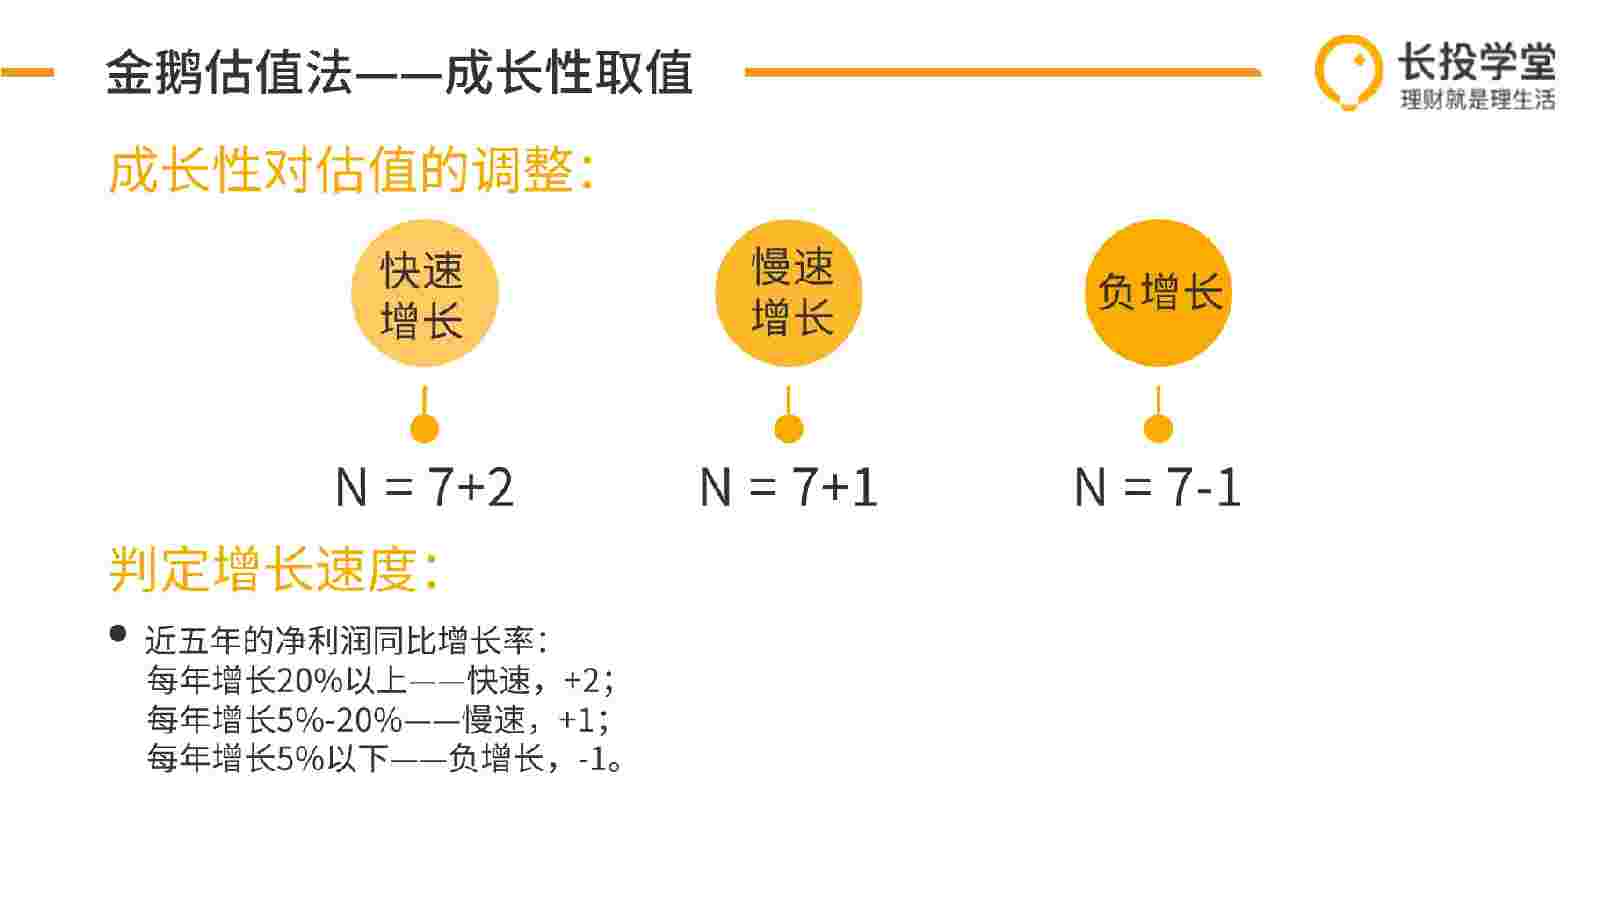 金鹅估值法——成长性取值
长投学堂
理财就是理生活
成长性对估值的调整：
快速
增长
慢速
增长
负增长
N = 7+2
N = 7+1
N = 7-1
判定增长速度：
● 近五年的净利润同比增长率：
每年增长20%以上——快速，+2；
每年增长5%-20%——慢速，+1；
每年增长5%以下——负增长，-1。